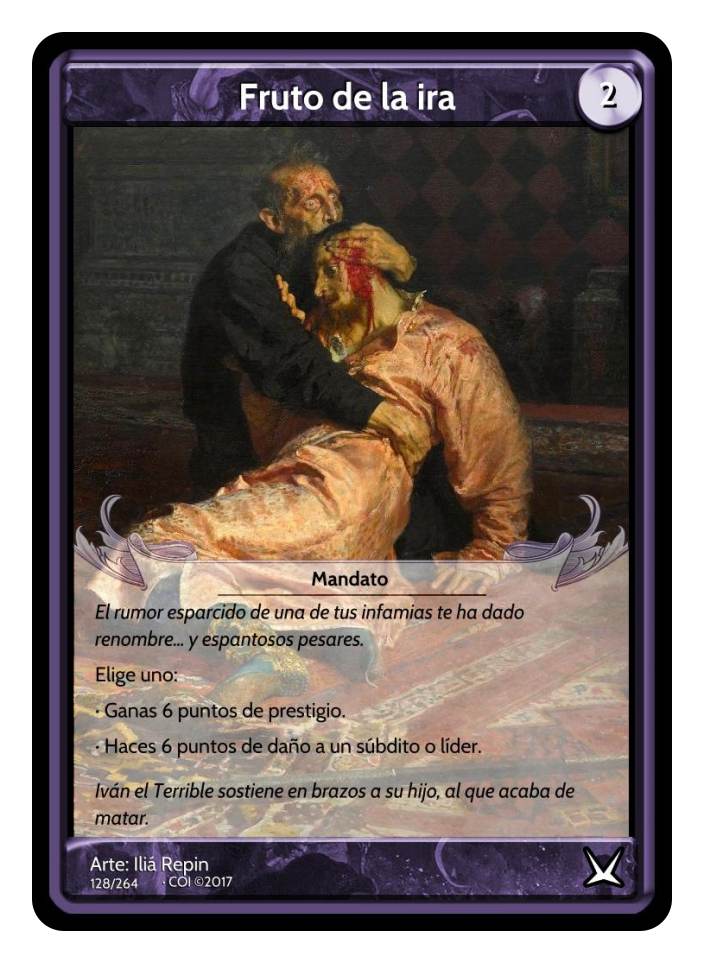 Fruto de la ira
2
Mandato
El rumor esparcido de una de tus infamias te ha dado
renombre... y espantosos pesares.
Elige uno:
· Ganas 6 puntos de prestigio.
· Haces 6 puntos de daño a un súbdito o líder.
Iván el Terrible sostiene en brazos a su hijo, al que acaba de
matar.
Arte: Iliá Repin
128/264 · COI ©2017